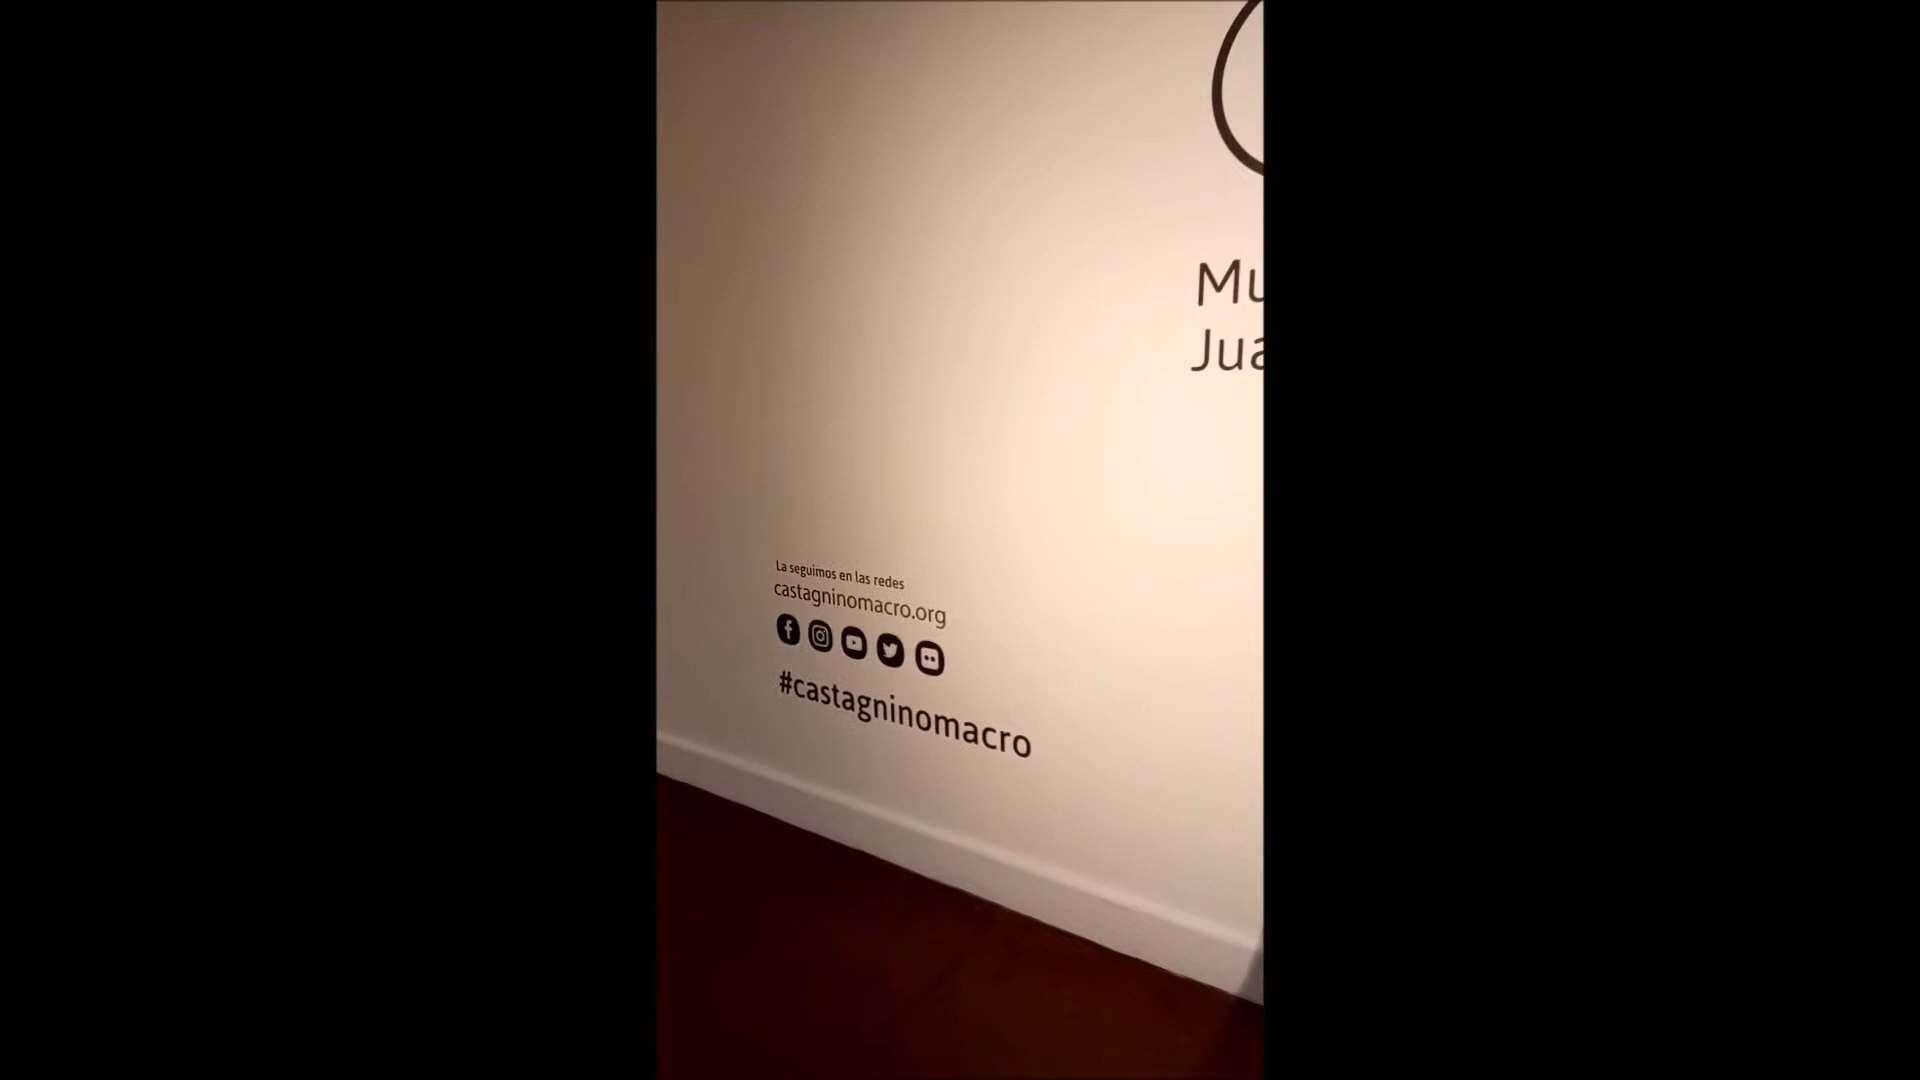 Mu
Jua
La seguimos en las redes
castagninomacro.org
#castagninomacro